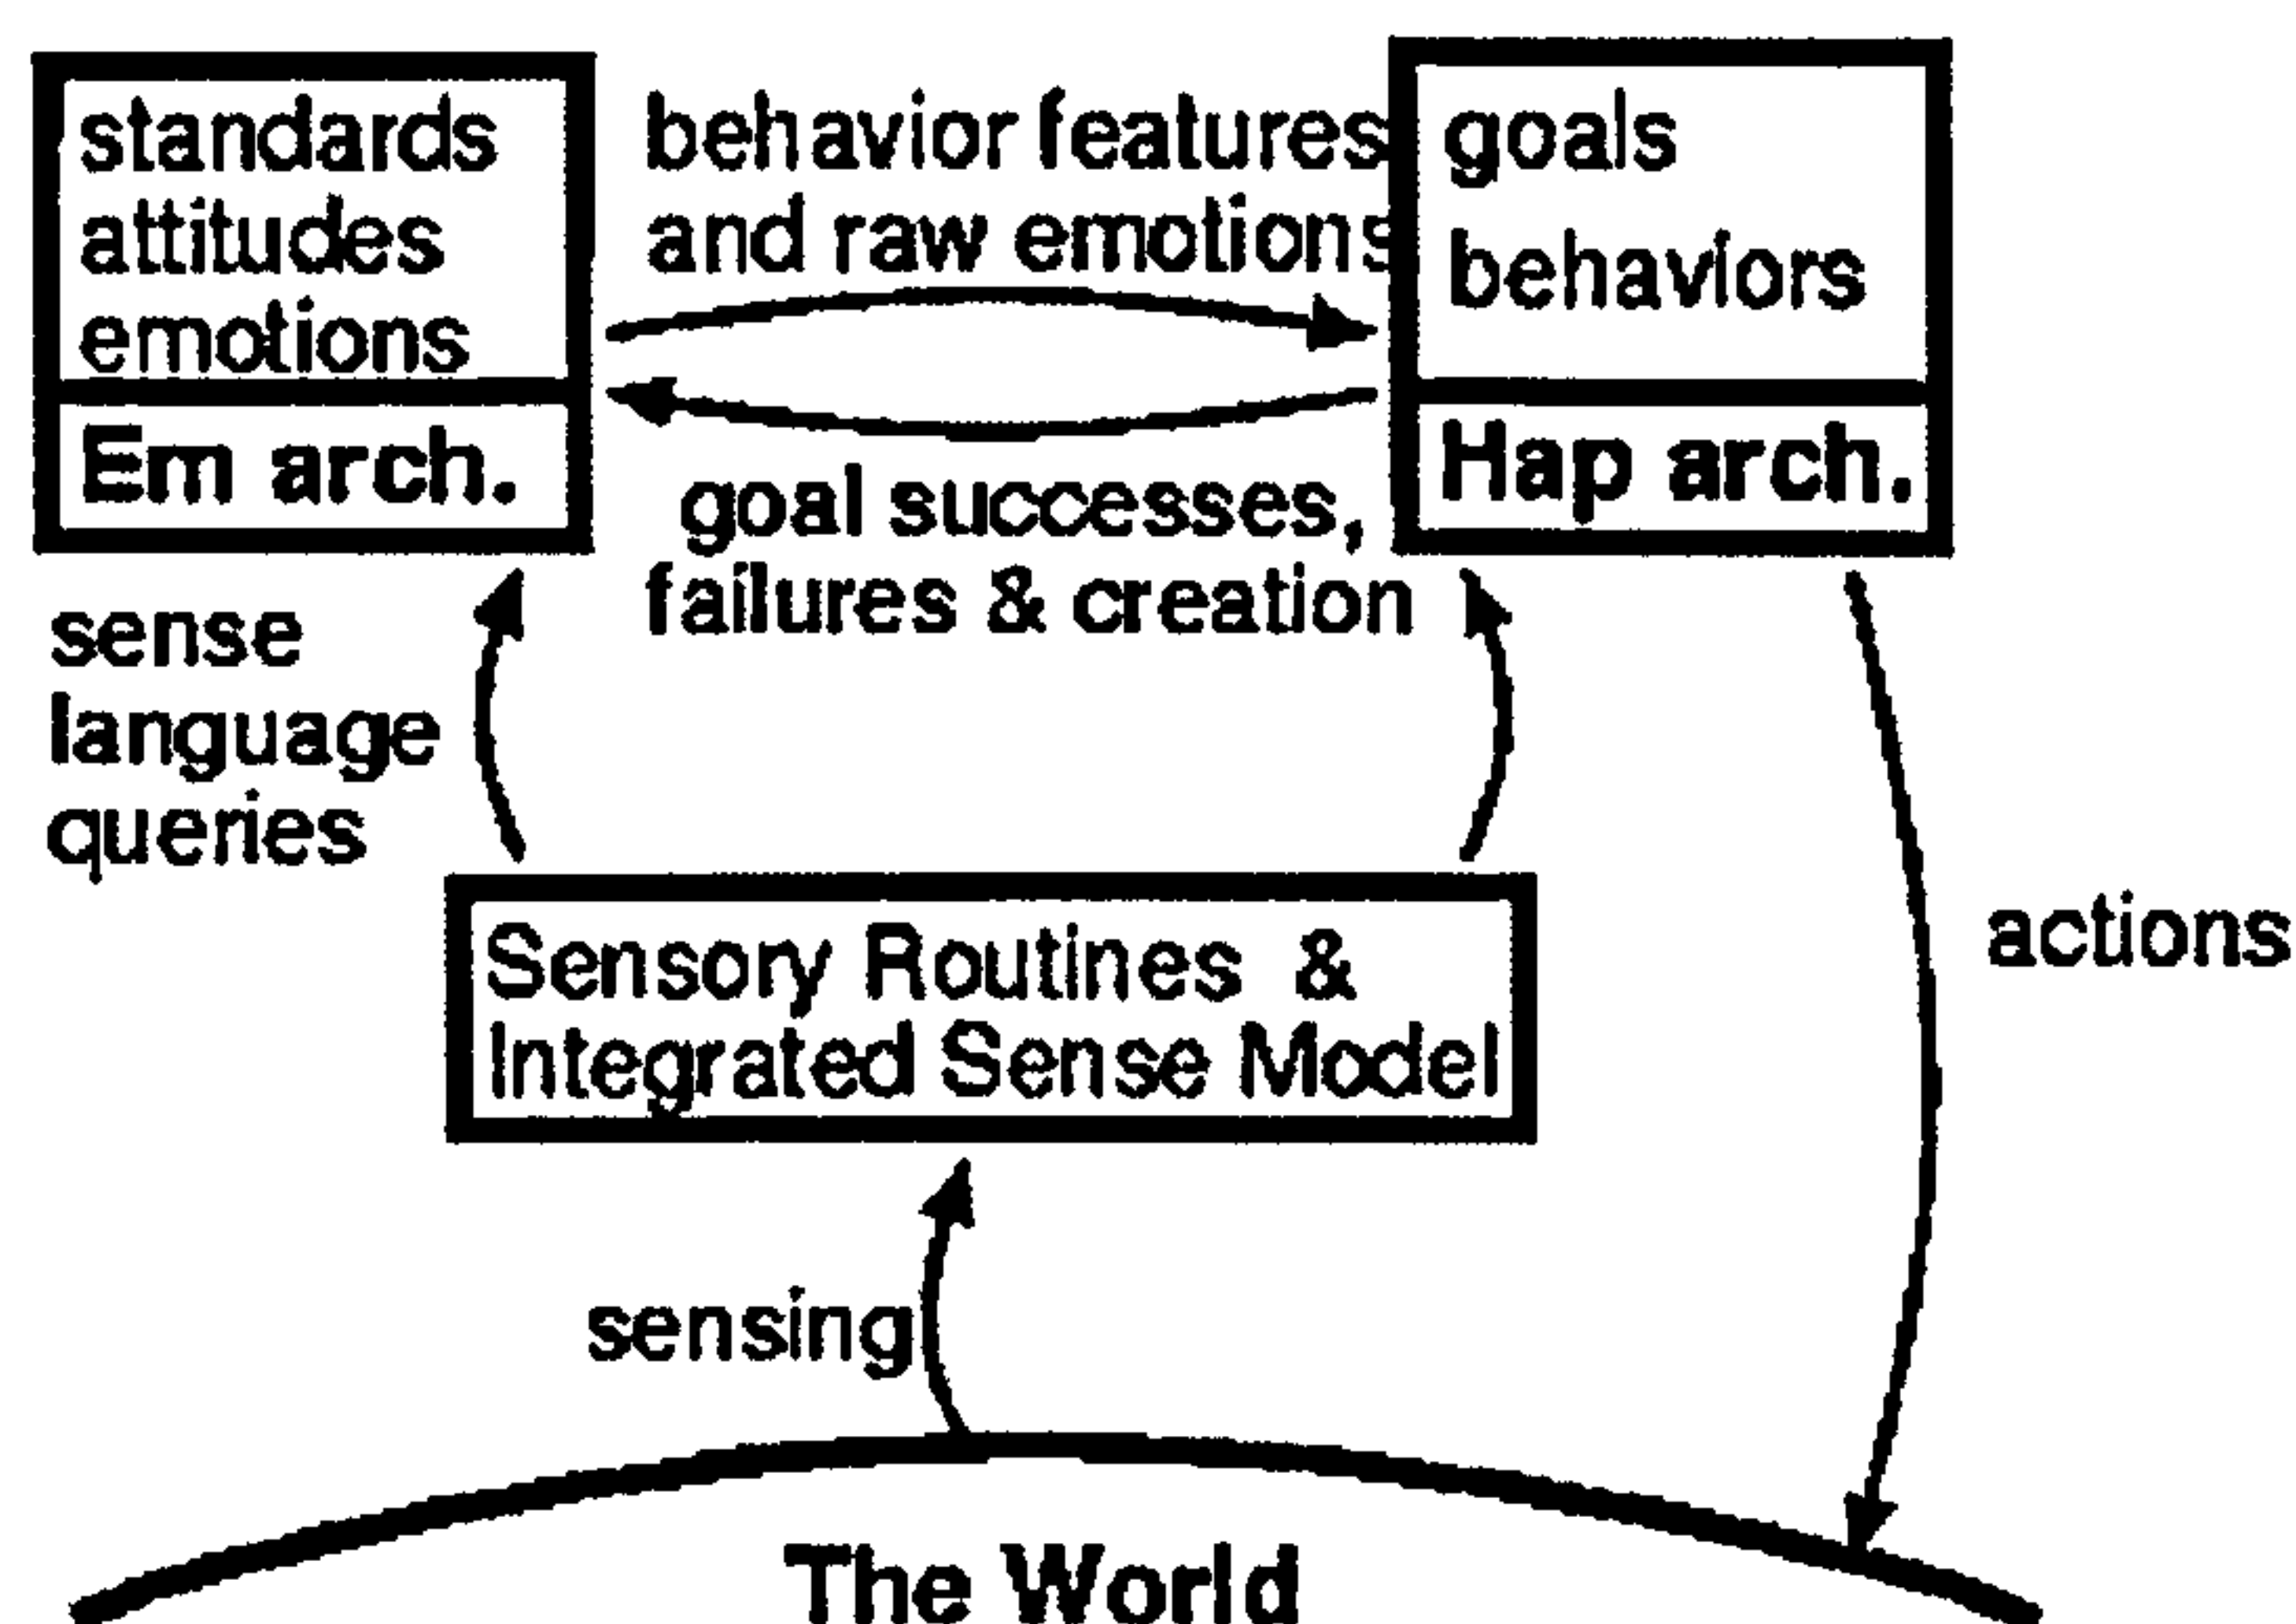 standards
attitudes
emotions
Em arch.
behavior features
and raw emotions
goals
behaviors
Hap arch.
goal successes,
failures & creation
sense
language
queries
actions
Sensory Routines &
Integrated Sense Model
sensing
The World